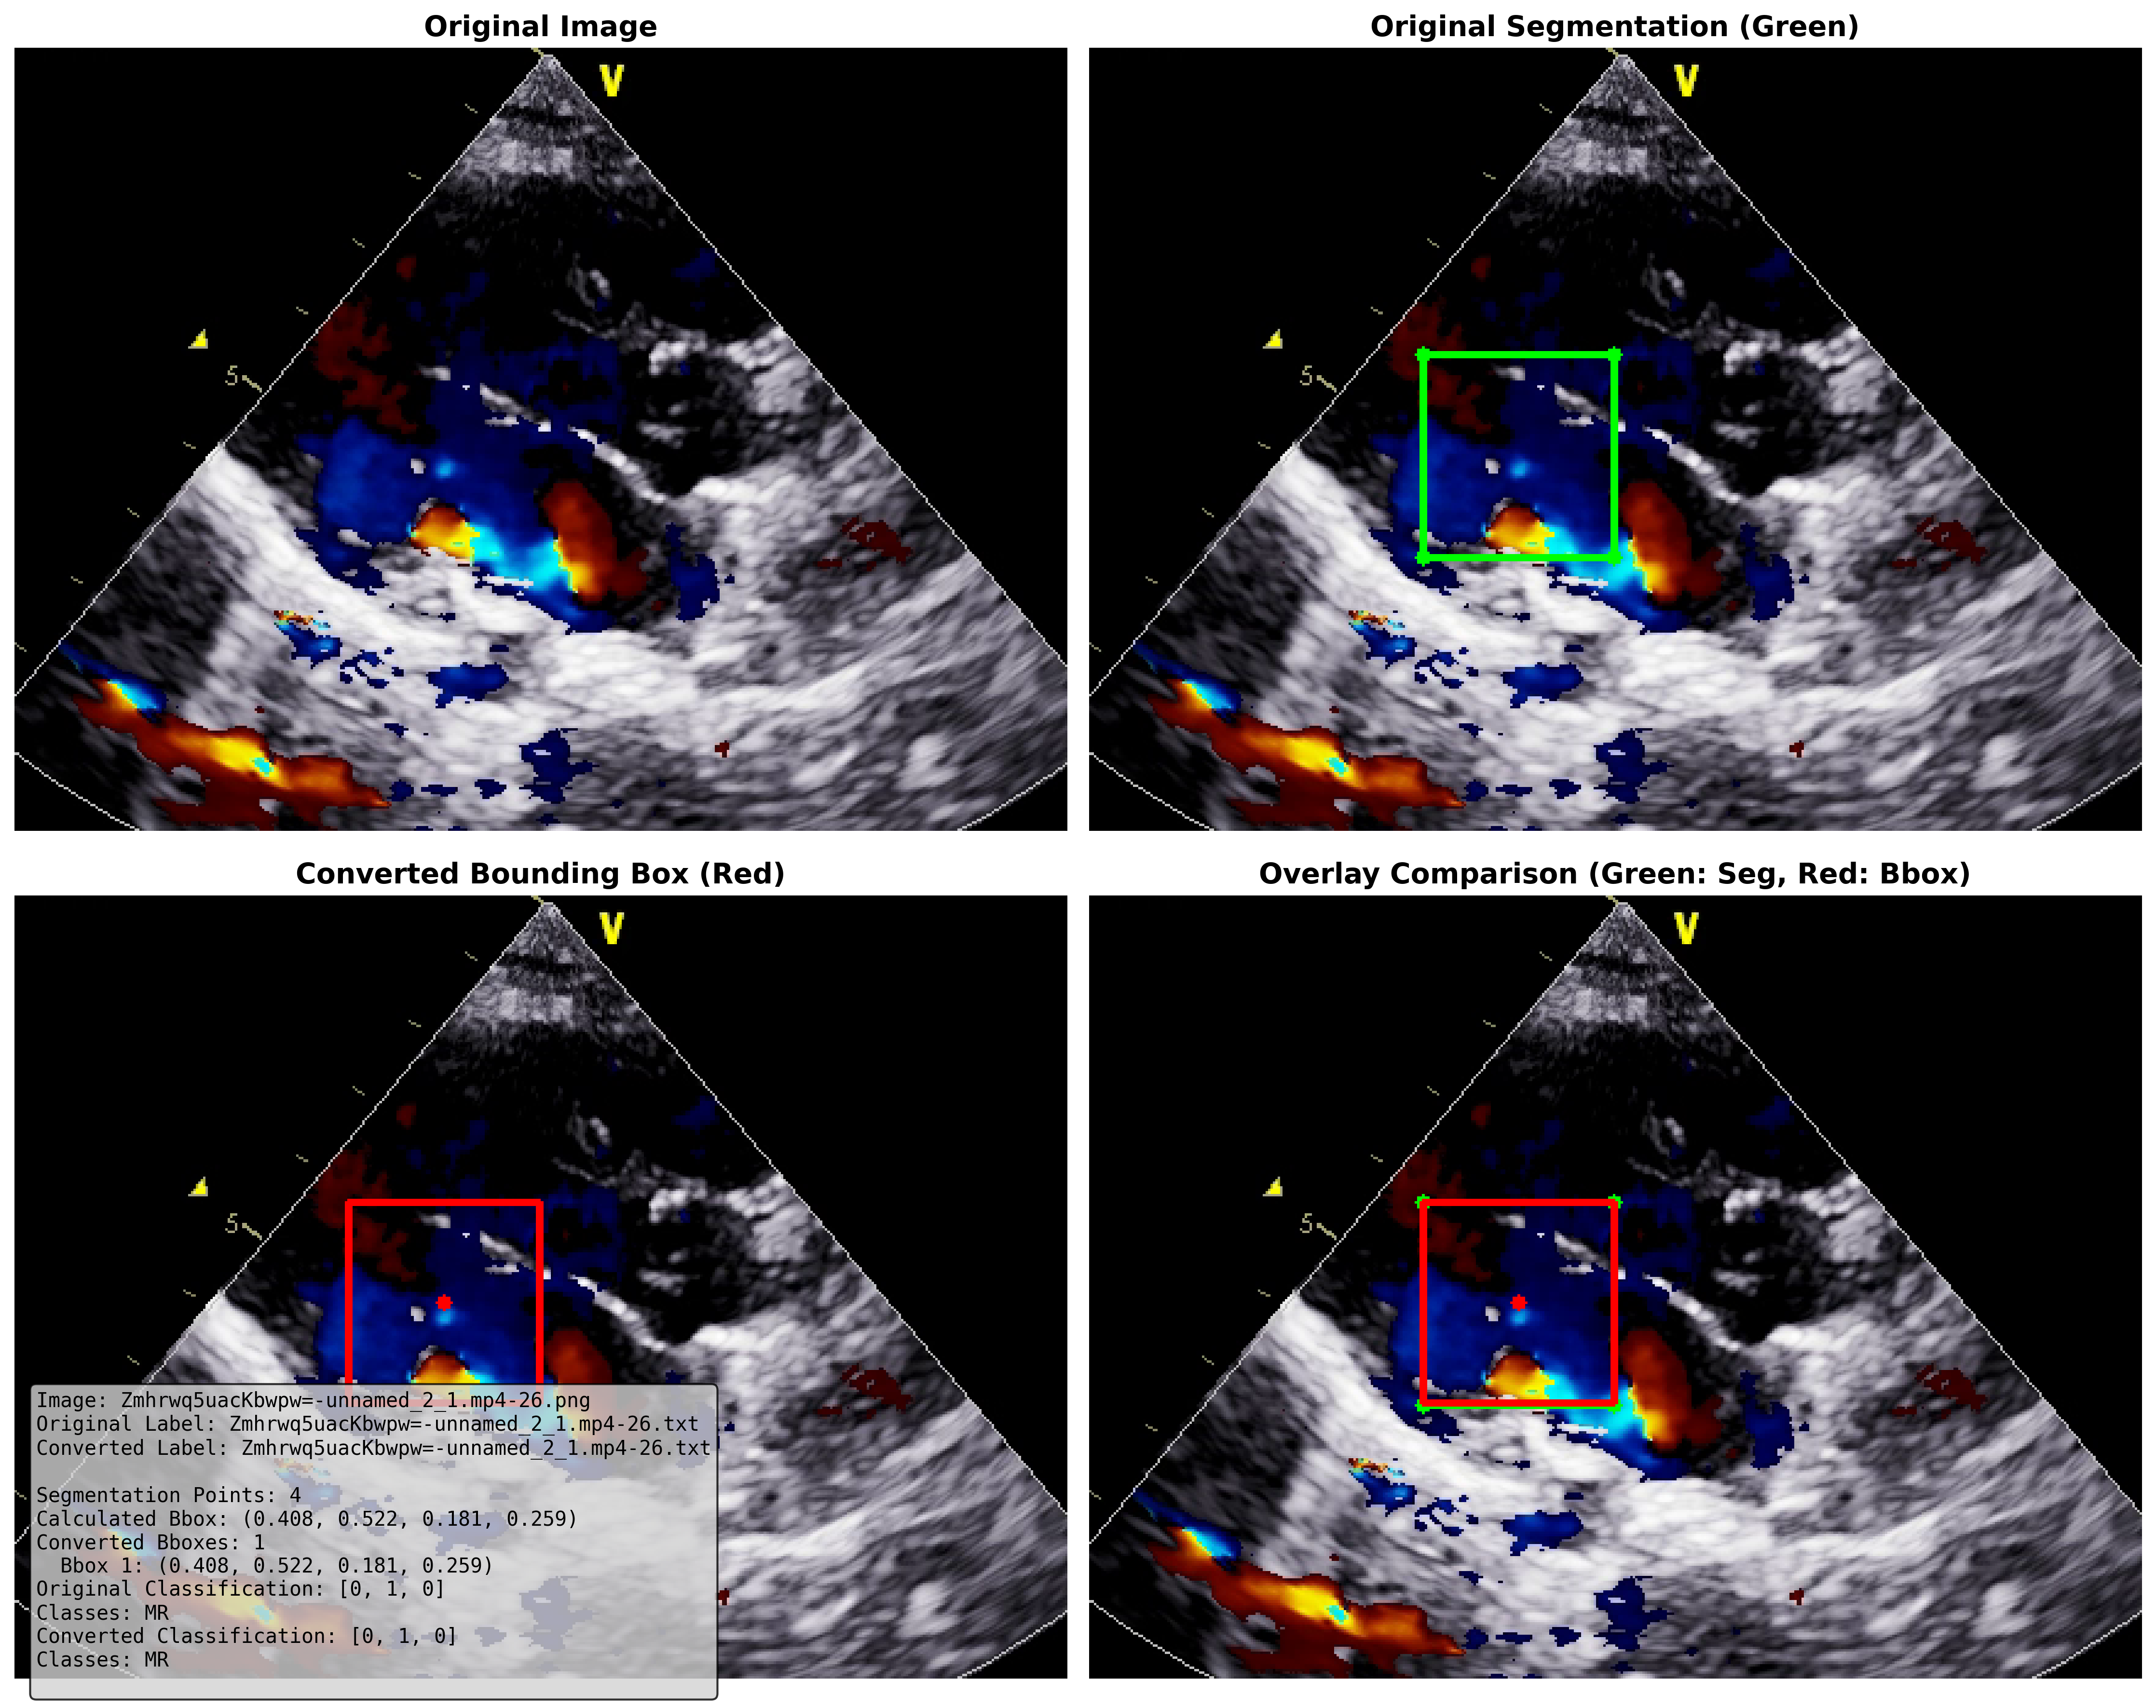 Original Image
Original Segmentation (Green)
V
V
5
5
Converted Bounding Box (Red)
Overlay Comparison (Green: Seg, Red: Bbox)
V
V
5
5
Image: Zmhrwq5uacKbwpw=-unnamed_2_1.mp4-26.png
Original Label: Zmhrwq5uacKbwpw=-unnamed_2_1.mp4-26.txt
Converted Label: Zmhrwq5uacKbwpw=-unnamed_2_1.mp4-26.txt
Segmentation Points: 4
Calculated Bbox: (0.408, 0.522, 0.181, 0.259)
Converted Bboxes: 1
Bbox 1: (0.408, 0.522, 0.181, 0.259)
Original Classification: [0, 1, 0]
Classes: MR
Converted Classification: [0, 1, 0]
Classes: MR